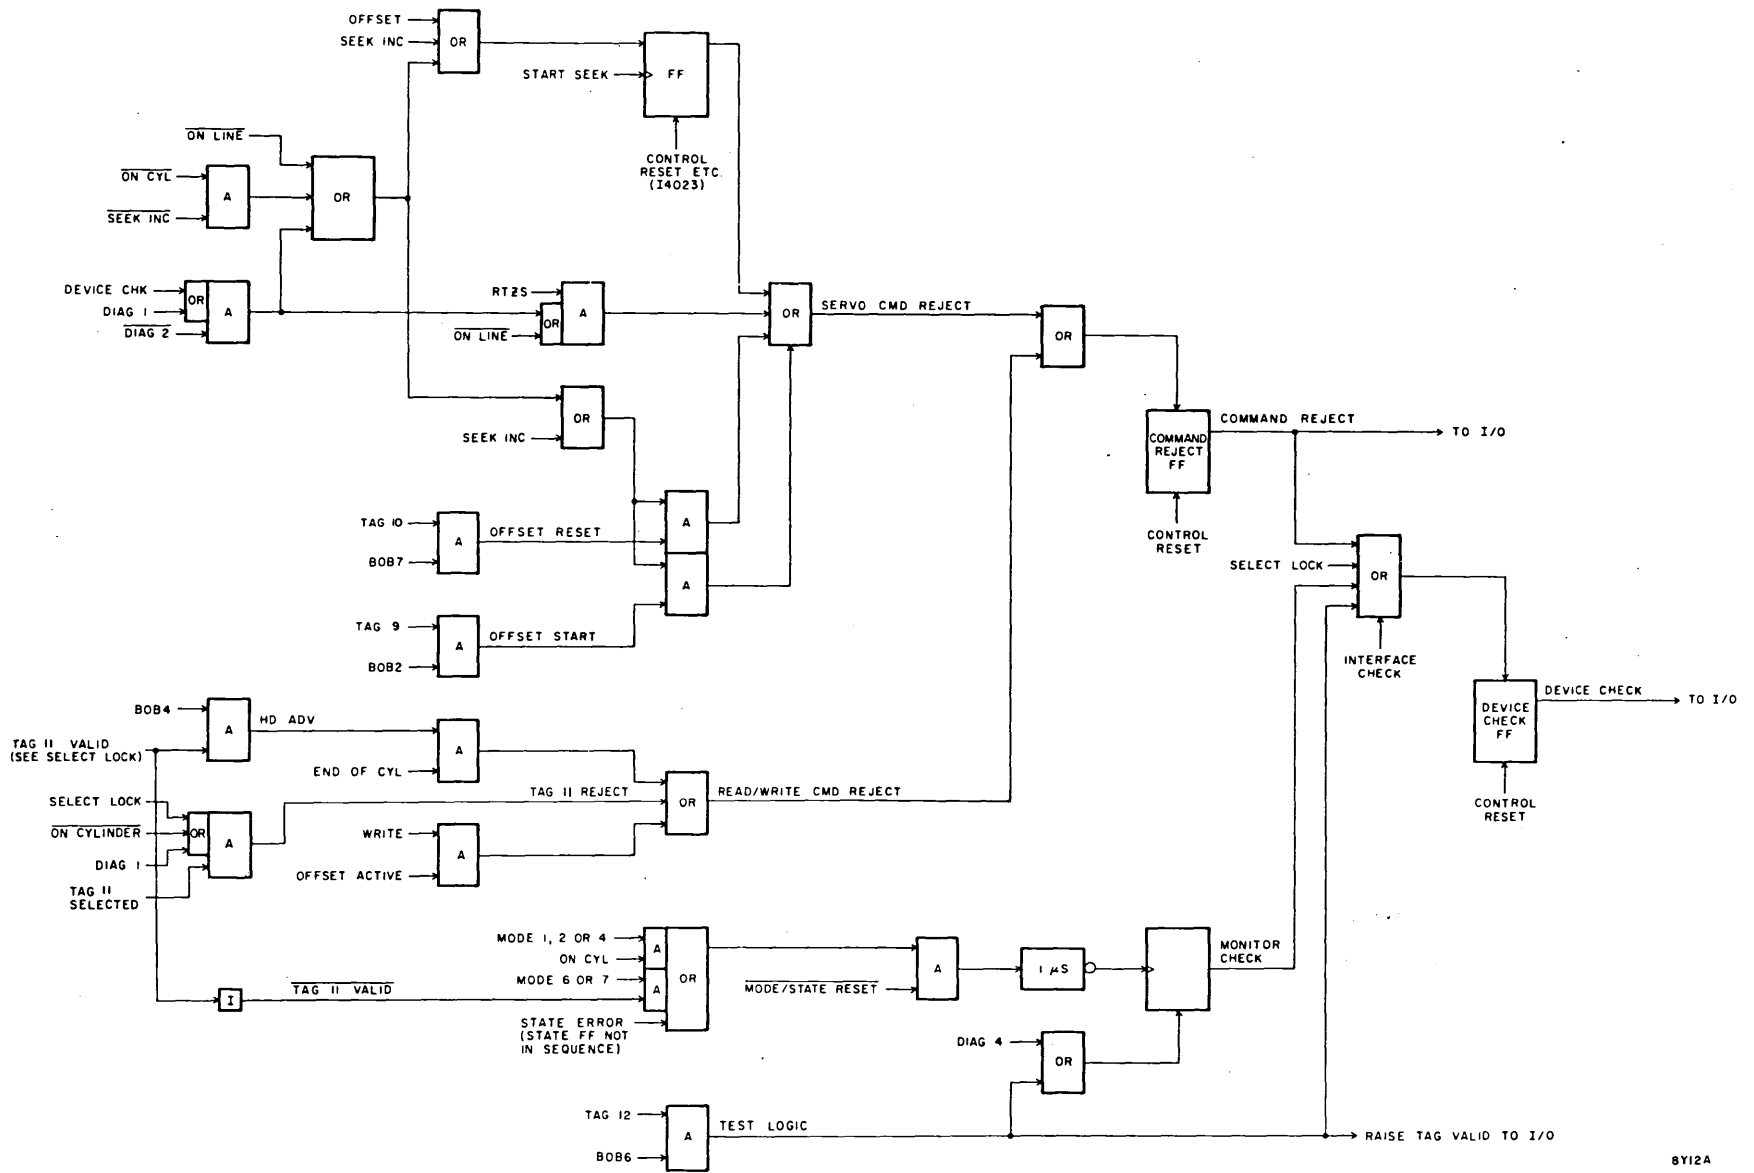 OFFSET
SEEK INC
OR
START SEEK
FF
CONTROL
RESET ETC.
(I4023)
ON LINE
ON CYL
SEEK INC
A
OR
DEVICE CHK
DIAG 1
DIAG 2
OR
A
RT2S
ON LINE
OR
A
OR
SERVO CMD REJECT
OR
SEEK INC
OR
COMMAND
REJECT
FF
COMMAND REJECT
TO I/O
CONTROL
RESET
TAG 10
BOB7
A
OFFSET RESET
A
A
TAG 9
BOB2
A
OFFSET START
SELECT LOCK
OR
INTERFACE
CHECK
DEVICE
CHECK
FF
DEVICE CHECK
TO I/O
CONTROL
RESET
BOB4
TAG 11 VALID
(SEE SELECT LOCK)
A
HD ADV
END OF CYL
A
SELECT LOCK
ON CYLINDER
DIAG 1
TAG 11
SELECTED
OR
A
TAG 11 REJECT
OR
READ/WRITE CMD REJECT
WRITE
OFFSET ACTIVE
A
MODE 1, 2 OR 4
ON CYL
MODE 6 OR 7
A
A
OR
I
TAG 11 VALID
STATE ERROR
(STATE FF NOT
IN SEQUENCE)
MODE/STATE RESET
A
1 µS
MONITOR
CHECK
DIAG 4
OR
TAG 12
BOB6
A
TEST LOGIC
RAISE TAG VALID TO I/O
8Y12A